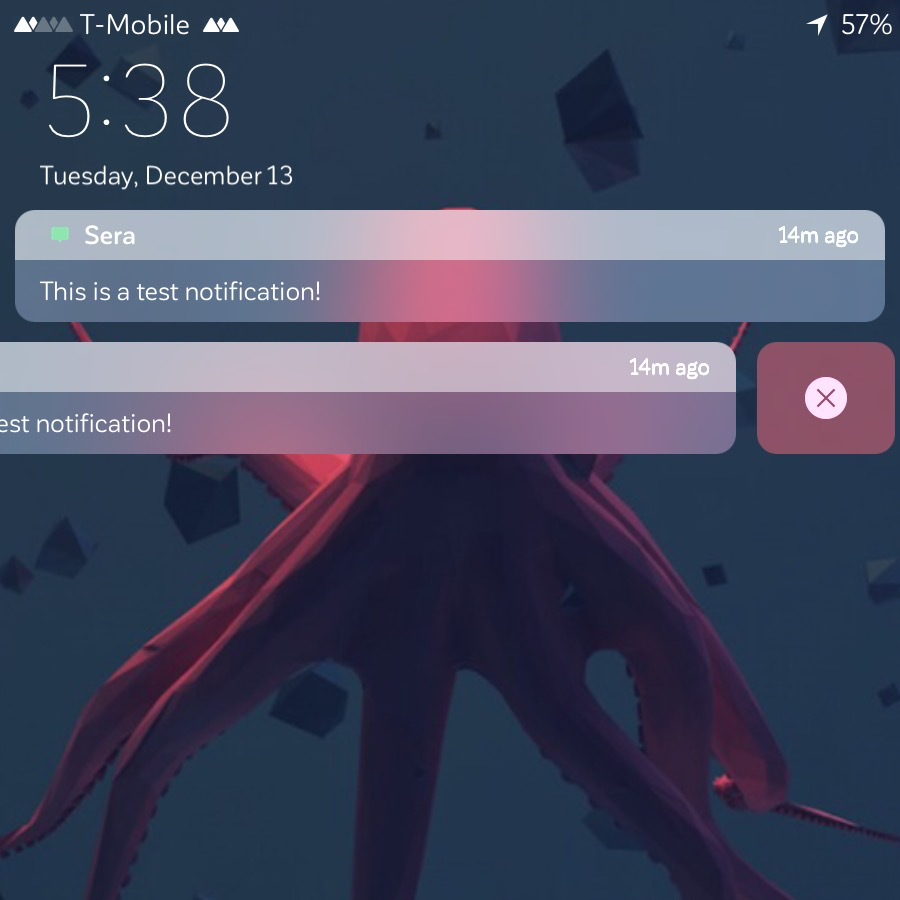 T-Mobile 57%
5:38
Tuesday, December 13
Sera 14m ago
This is a test notification!
14m ago
est notification!